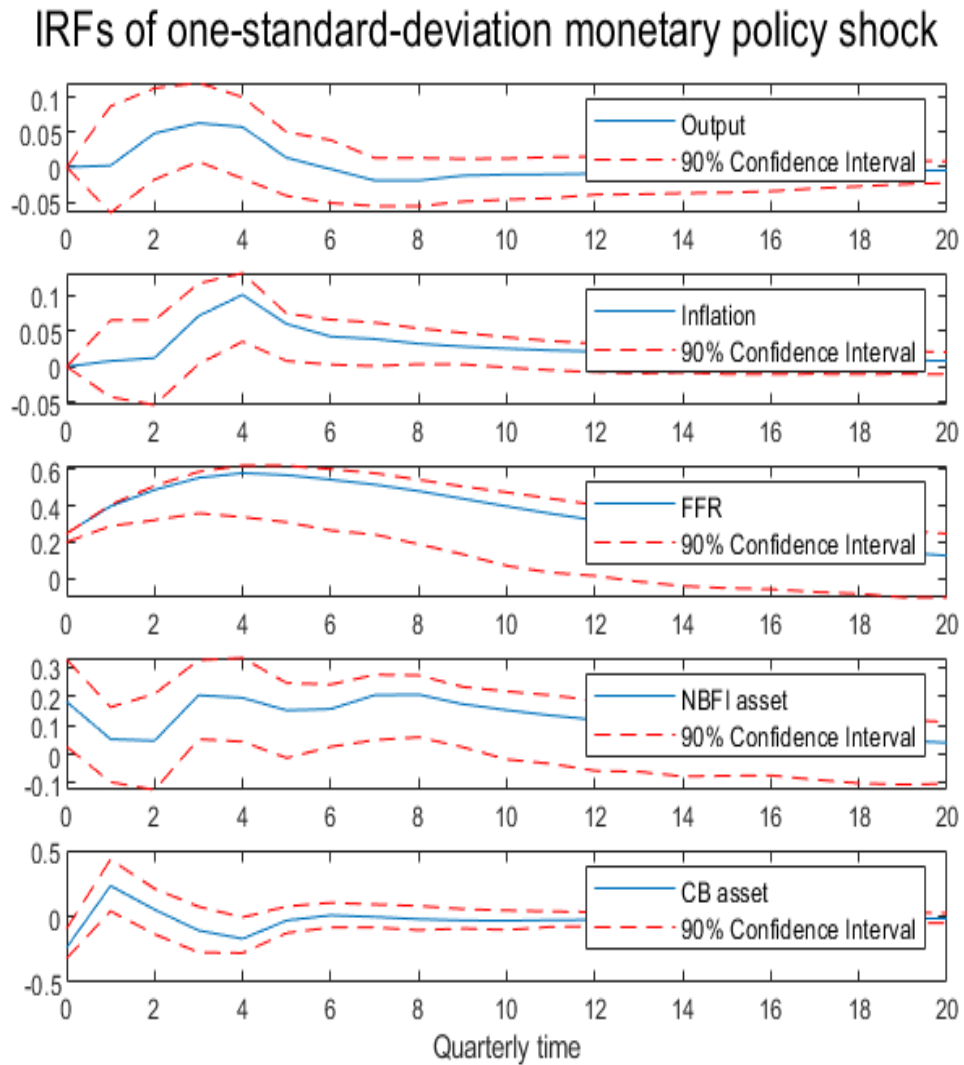 IRFs of one-standard-deviation monetary policy shock
0.1
0.05
0
-0.05
Output
90% Confidence Interval
0 2 4 6 8 10 12 14 16 18 20
0.1
0.05
0
-0.05
Inflation
90% Confidence Interval
0 2 4 6 8 10 12 14 16 18 20
0.6
0.4
0.2
0
FFR
90% Confidence Interval
0 2 4 6 8 10 12 14 16 18 20
0.3
0.2
0.1
0
-0.1
NBFI asset
90% Confidence Interval
0 2 4 6 8 10 12 14 16 18 20
0.5
0
-0.5
CB asset
90% Confidence Interval
0 2 4 6 8 10 12 14 16 18 20
Quarterly time